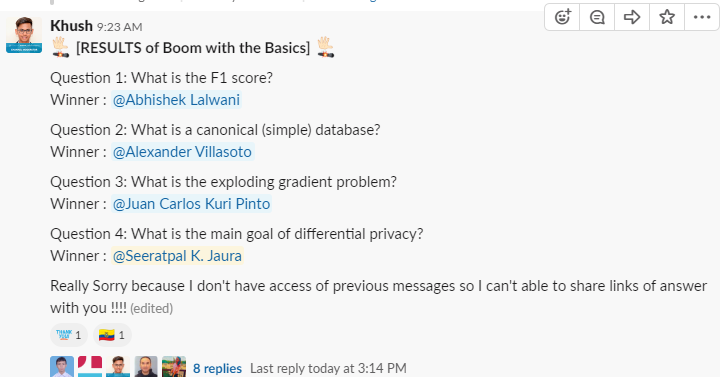 Khush 9:23 AM
[RESULTS of Boom with the Basics]
Question 1: What is the F1 score?
Winner : @Abhishek Lalwani
Question 2: What is a canonical (simple) database?
Winner : @Alexander Villasoto
Question 3: What is the exploding gradient problem?
Winner : @Juan Carlos Kuri Pinto
Question 4: What is the main goal of differential privacy?
Winner : @Seeratpal K. Jaura
Really Sorry because I don't have access of previous messages so I can't able to share links of answer
with you !!!! (edited)
THANK YOU 1 1
8 replies Last reply today at 3:14 PM